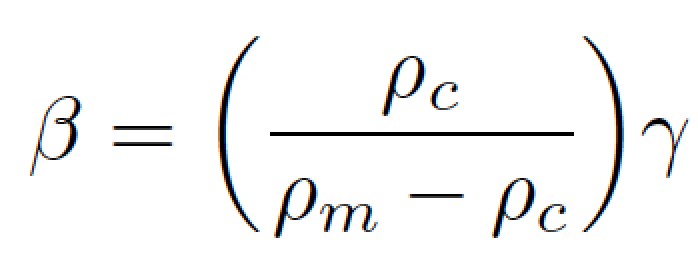 β = (ρ_c / (ρ_m − ρ_c)) γ